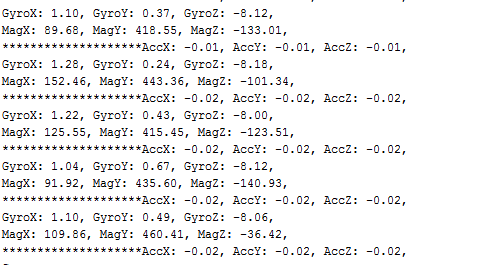 GyroX: 1.10, GyroY: 0.37, GyroZ: -8.12,
MagX: 89.68, MagY: 418.55, MagZ: -133.01,
********************AccX: -0.01, AccY: -0.01, AccZ: -0.01,
GyroX: 1.28, GyroY: 0.24, GyroZ: -8.18,
MagX: 152.46, MagY: 443.36, MagZ: -101.34,
********************AccX: -0.02, AccY: -0.02, AccZ: -0.02,
GyroX: 1.22, GyroY: 0.43, GyroZ: -8.00,
MagX: 125.55, MagY: 415.45, MagZ: -123.51,
********************AccX: -0.02, AccY: -0.02, AccZ: -0.02,
GyroX: 1.04, GyroY: 0.67, GyroZ: -8.12,
MagX: 91.92, MagY: 435.60, MagZ: -140.93,
********************AccX: -0.02, AccY: -0.02, AccZ: -0.02,
GyroX: 1.10, GyroY: 0.49, GyroZ: -8.06,
MagX: 109.86, MagY: 460.41, MagZ: -36.42,
********************AccX: -0.02, AccY: -0.02, AccZ: -0.02,